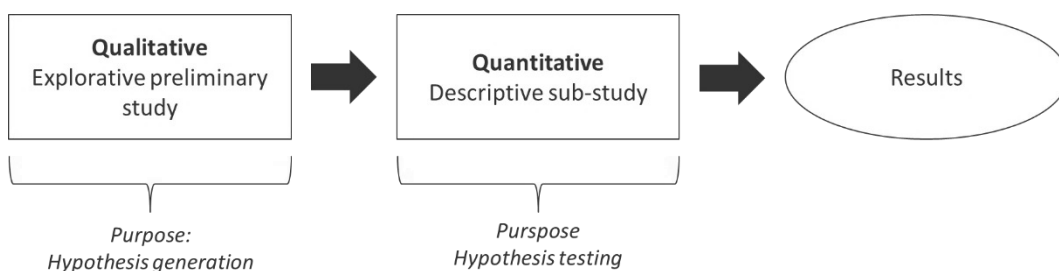 Qualitative
Explorative preliminary
study
Quantitative
Descriptive sub-study
Results
Purpose:
Hypothesis generation
Purspose
Hypothesis testing